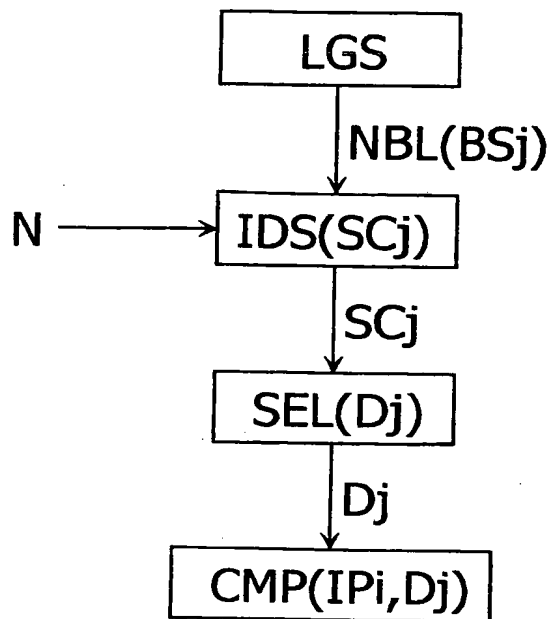 LGS
NBL(BSj)
N
IDS(SCj)
SCj
SEL(Dj)
Dj
CMP(IPi,Dj)